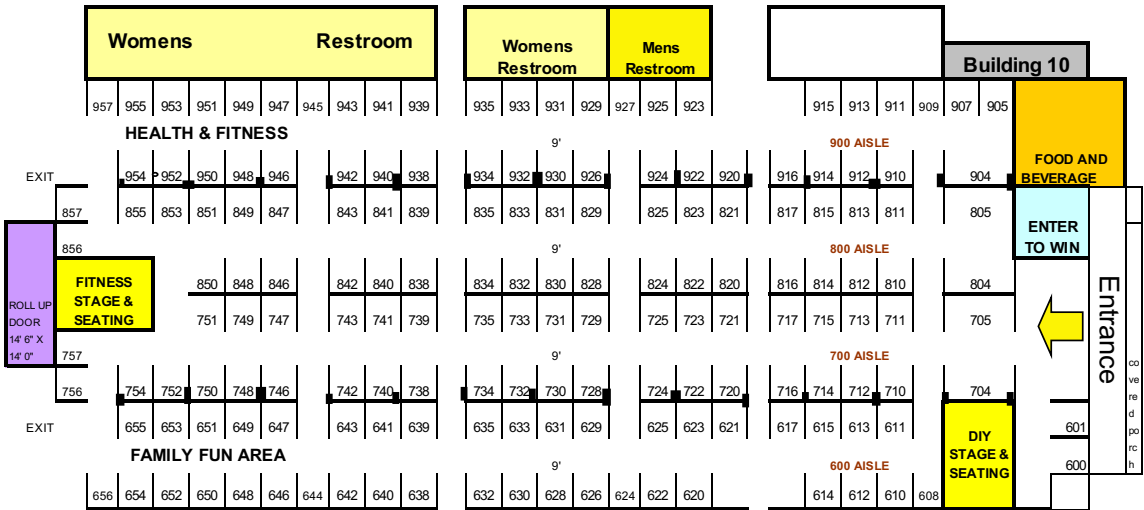 Womens Restroom
Womens
Restroom
Mens
Restroom
Building 10
957 955 953 951 949 947 945 943 941 939 935 933 931 929 927 925 923 915 913 911 909 907 905
HEALTH & FITNESS
9'
900 AISLE
FOOD AND
BEVERAGE
EXIT
954 P 952 950 948 946 942 940 938 934 932 930 926 924 922 920 916 914 912 910 904
857 855 853 851 849 847 843 841 839 835 833 831 829 825 823 821 817 815 813 811 805
ENTER
TO WIN
856
9'
800 AISLE
FITNESS
STAGE &
SEATING
850 848 846 842 840 838 834 832 830 828 824 822 820 816 814 812 810 804
ROLL UP
DOOR
14' 6" X
14' 0"
751 749 747 743 741 739 735 733 731 729 725 723 721 717 715 713 711 705
Entrance
757
9'
700 AISLE
756 754 752 750 748 746 742 740 738 734 732 730 728 724 722 720 716 714 712 710 704
covered porch
EXIT
655 653 651 649 647 643 641 639 635 633 631 629 625 623 621 617 615 613 611
601
DIY
STAGE &
SEATING
FAMILY FUN AREA
9'
600 AISLE
600
656 654 652 650 648 646 644 642 640 638 632 630 628 626 624 622 620 614 612 610 608